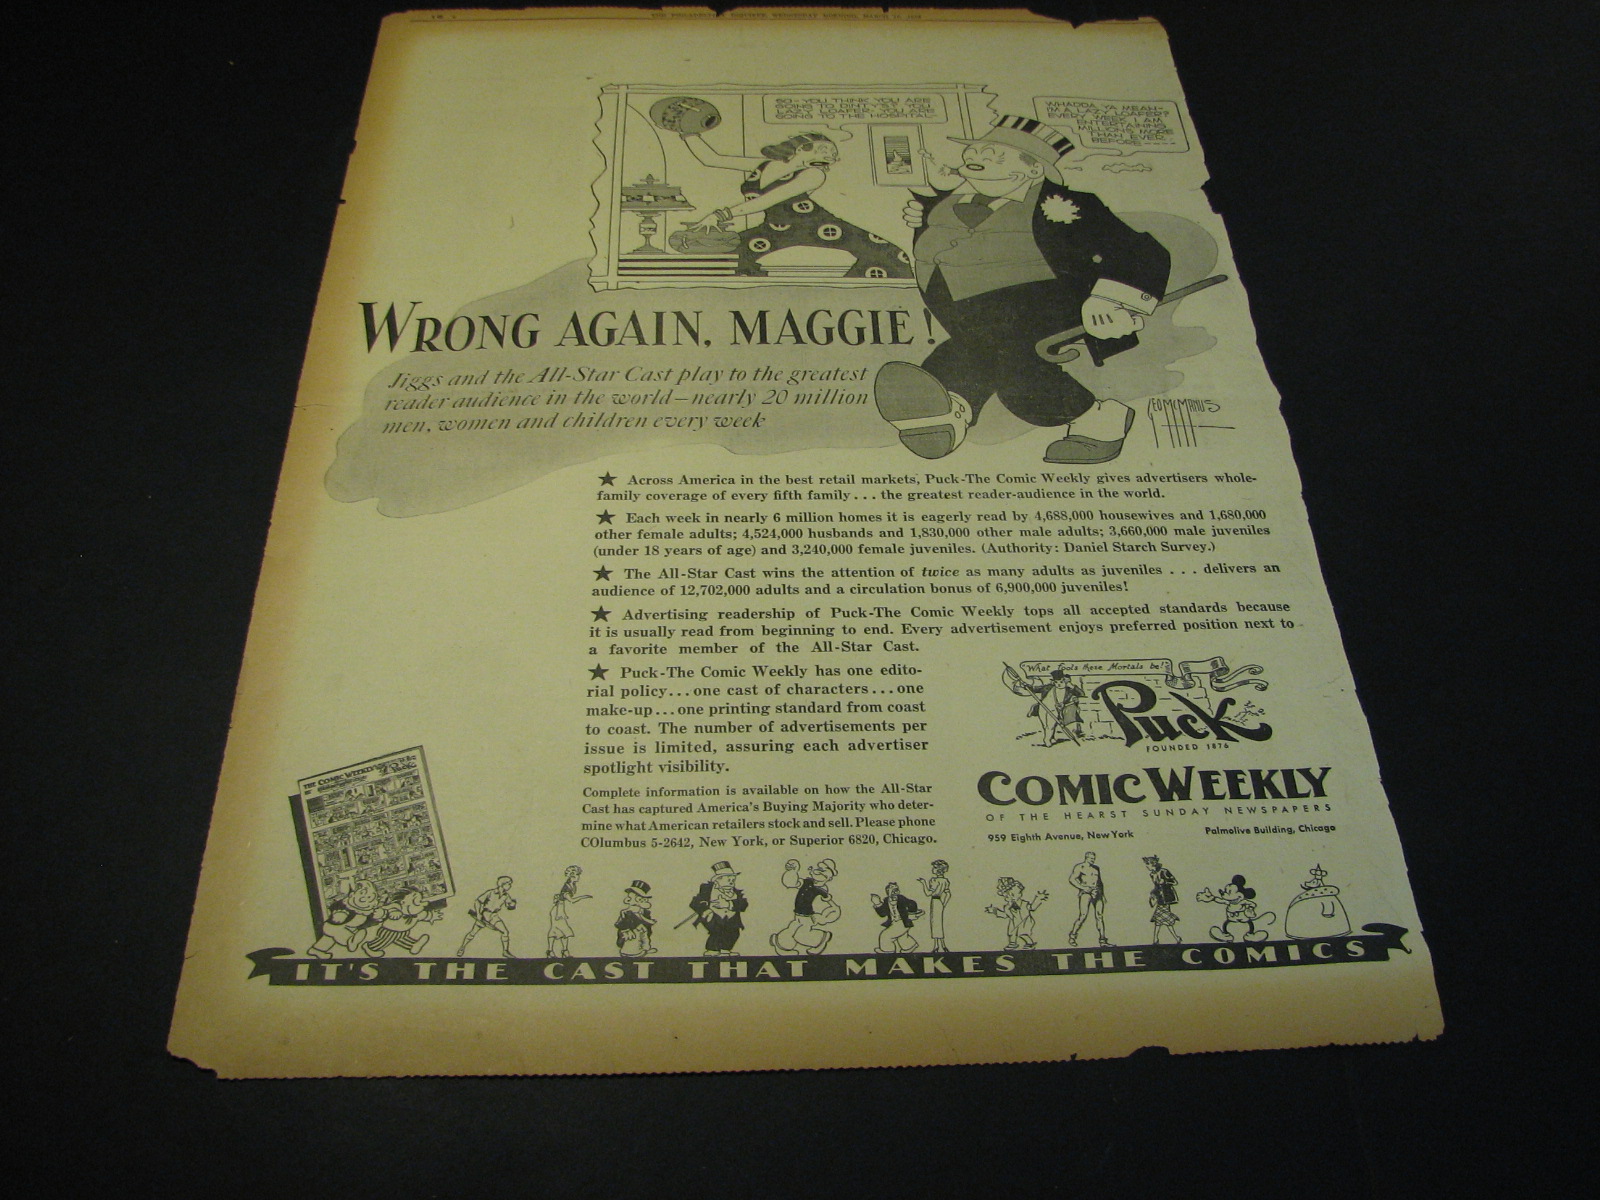 SO-YOU THINK YOU ARE
GOING TO DINTY'S? YOU
LAZY LOAFER: YOU ARE
GOING TO THE HOSPITAL-
WHADDA YA MEAN-
I'M A LAZY LOAFER?
EVERY WEEK I AM
ENTERTAINING
MILLIONS MORE
THAN EVER
BEFORE----
WRONG AGAIN, MAGGIE!
Jiggs and the All-Star Cast play to the greatest
reader audience in the world—nearly 20 million
men, women and children every week
GEO McMANUS
★ Across America in the best retail markets, Puck-The Comic Weekly gives advertisers whole-
family coverage of every fifth family . . . the greatest reader-audience in the world.
★ Each week in nearly 6 million homes it is eagerly read by 4,688,000 housewives and 1,680,000
other female adults; 4,524,000 husbands and 1,830,000 other male adults; 3,660,000 male juveniles
(under 18 years of age) and 3,240,000 female juveniles. (Authority: Daniel Starch Survey.)
★ The All-Star Cast wins the attention of twice as many adults as juveniles . . . delivers an
audience of 12,702,000 adults and a circulation bonus of 6,900,000 juveniles!
★ Advertising readership of Puck-The Comic Weekly tops all accepted standards because
it is usually read from beginning to end. Every advertisement enjoys preferred position next to
a favorite member of the All-Star Cast.
★ Puck-The Comic Weekly has one edito-
rial policy...one cast of characters...one
make-up...one printing standard from coast
to coast. The number of advertisements per
issue is limited, assuring each advertiser
spotlight visibility.
Complete information is available on how the All-Star
Cast has captured America's Buying Majority who deter-
mine what American retailers stock and sell. Please phone
COlumbus 5-2642, New York, or Superior 6820, Chicago.
"What fools these Mortals be!"
Puck
FOUNDED 1876
COMIC WEEKLY
OF THE HEARST SUNDAY NEWSPAPERS
959 Eighth Avenue, New York
Palmolive Building, Chicago
THE COMIC WEEKLY
Puck
IT'S THE CAST THAT MAKES THE COMICS